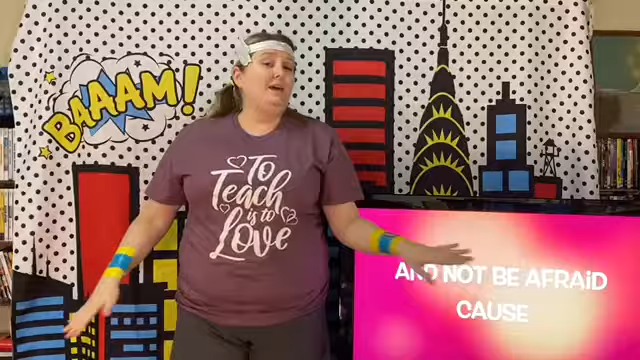 BAAAM!
To
Teach
is to
Love
AND NOT BE AFRAiD
CAUSE